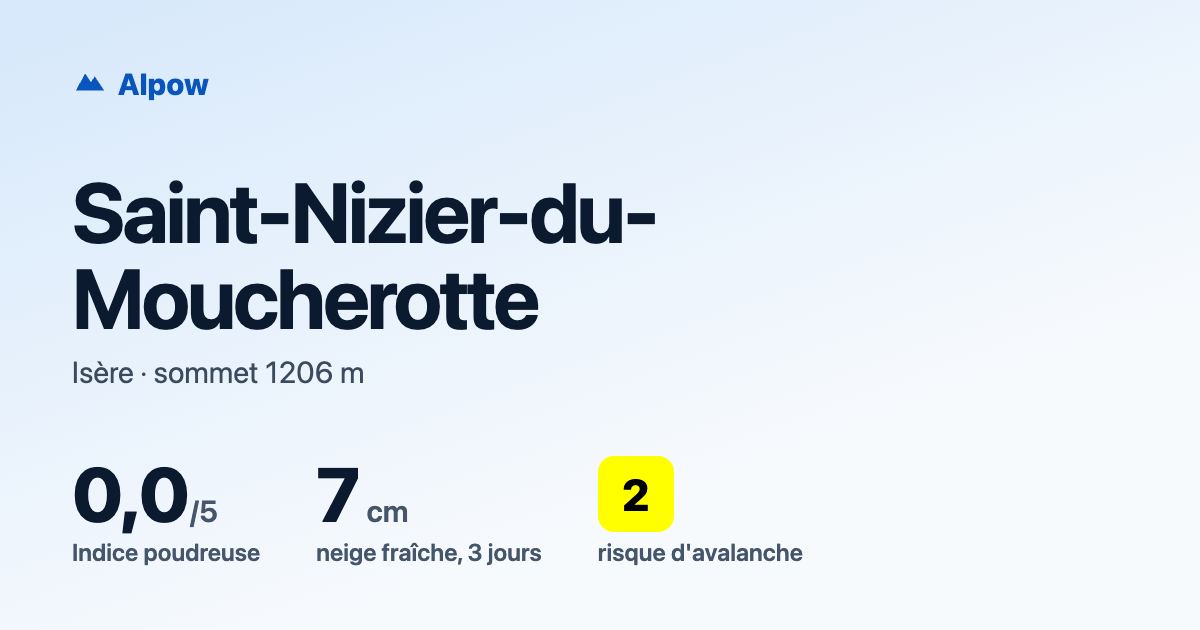 Alpow
Saint-Nizier-du-
Moucherotte
Isère · sommet 1206 m
0,0/5
7 cm
2
Indice poudreuse
neige fraîche, 3 jours
risque d'avalanche